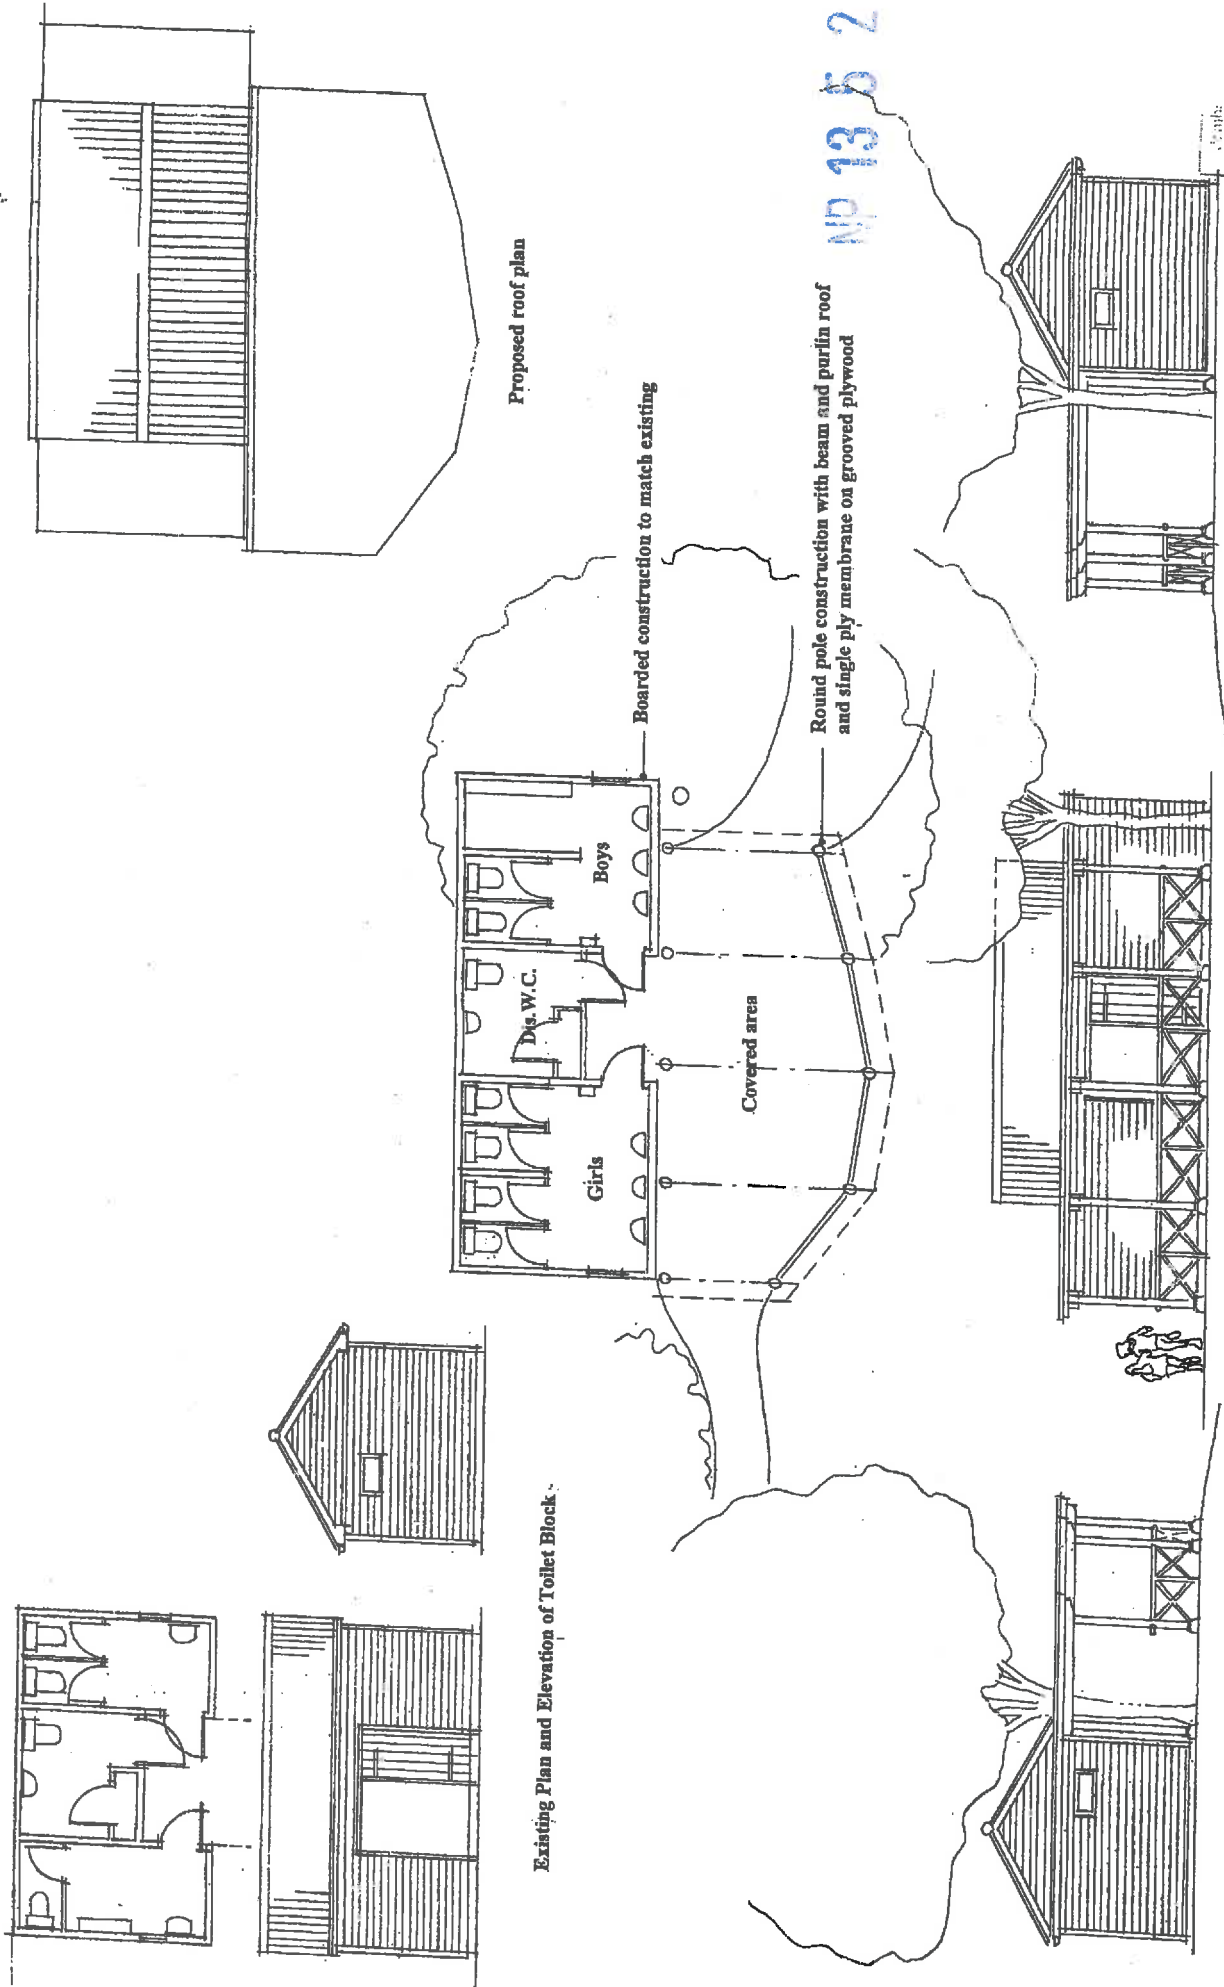 Existing Plan and Elevation of Toilet Block
Proposed roof plan
Girls
Dis.W.C.
Boys
Covered area
Boarded construction to match existing
Round pole construction with beam and purlin roof
and single ply membrane on grooved plywood
NP 13 5 2